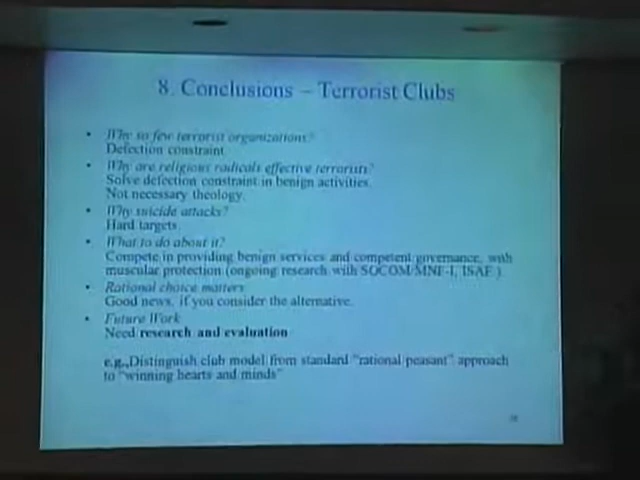 8. Conclusions – Terrorist Clubs
• Why so few terrorist organizations?
Defection constraint
• Why are religious radicals effective terrorists?
Solve defection constraint in benign activities.
Not necessary theology.
• Why suicide attacks?
Hard targets.
• What to do about it?
Compete in providing benign services and competent governance, with
muscular protection (ongoing research with SOCOM/MNF-I, ISAF.)
• Rational choice matters
Good news, if you consider the alternative.
• Future Work
Need research and evaluation
e.g., Distinguish club model from standard "rational peasant" approach
to "winning hearts and minds"